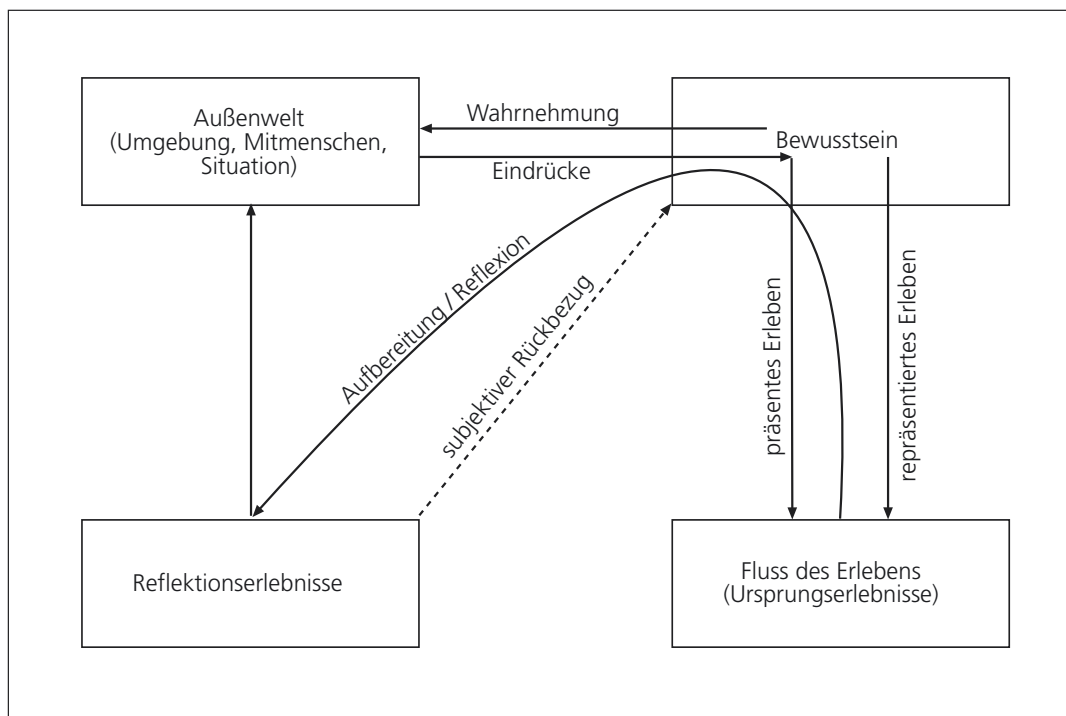 Außenwelt
(Umgebung, Mitmenschen,
Situation)
Wahrnehmung
Eindrücke
Bewusstsein
Aufbereitung / Reflexion
subjektiver Rückbezug
präsentes Erleben
repräsentiertes Erleben
Reflektionserlebnisse
Fluss des Erlebens
(Ursprungserlebnisse)